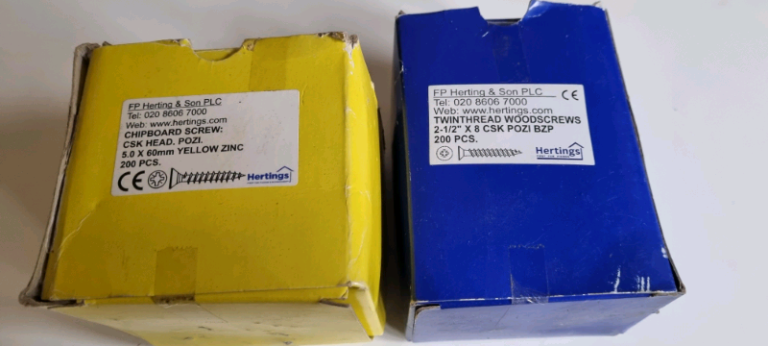 FP Herting & Son PLC
Tel: 020 8606 7000
Web: www.hertings.com
CHIPBOARD SCREW:
CSK HEAD. POZI.
5.0 X 60mm YELLOW ZINC
200 PCS.
CE
Hertings
FP Herting & Son PLC
CE
Tel: 020 8606 7000
Web: www.hertings.com
TWINTHREAD WOODSCREWS
2-1/2" X 8 CSK POZI BZP
200 PCS.
Hertings